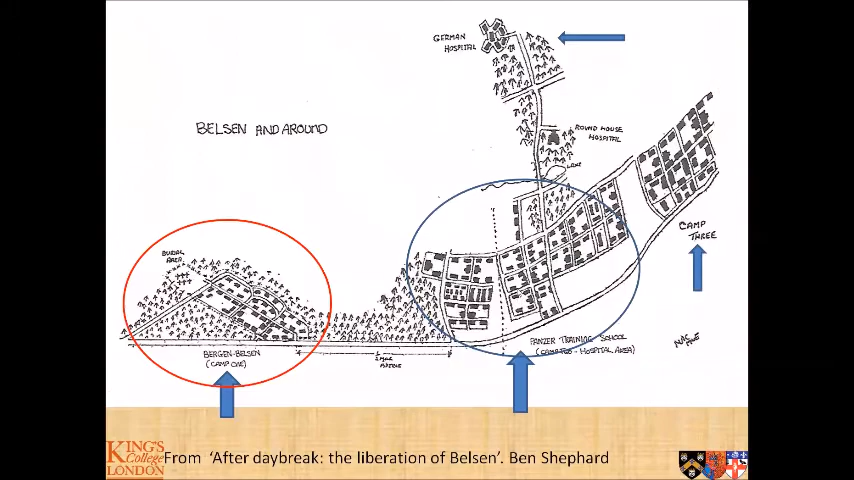 GERMAN
HOSPITAL
BELSEN AND AROUND
ROUND HOUSE
HOSPITAL
LAKE
CAMP
THREE
BURIAL
AREA
BERGEN-BELSEN
(CAMP ONE)
PANZER TRAINING SCHOOL
(CAMP TWO - HOSPITAL AREA)
KING'S
College
LONDON
From 'After daybreak: the liberation of Belsen'. Ben Shephard